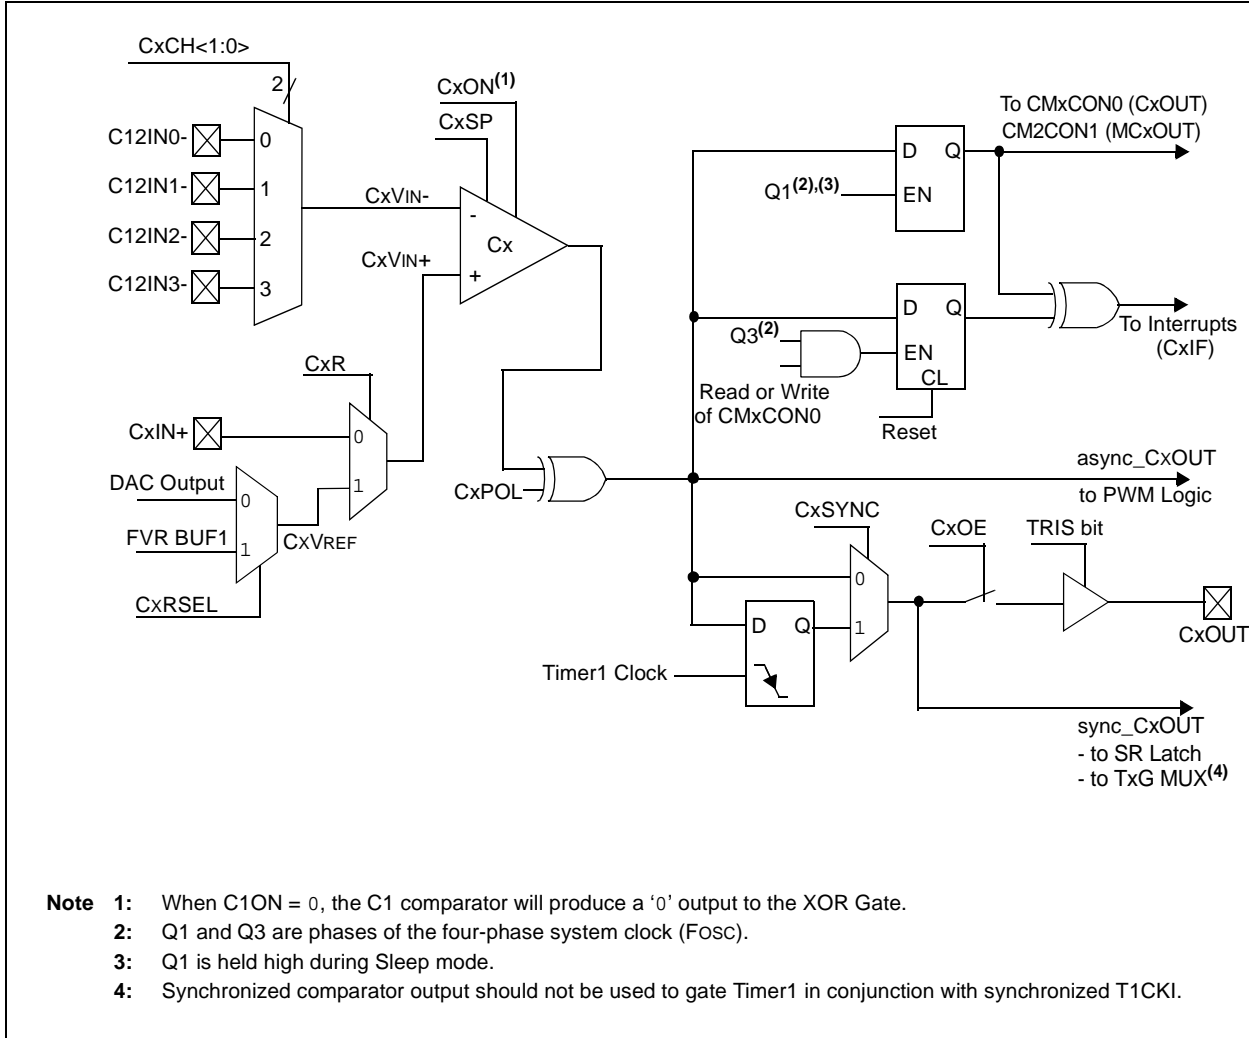 CxCH<1:0>
2
C12IN0-
0
C12IN1-
1
C12IN2-
2
C12IN3-
3
CxVIN-
CxVIN+
CxON(1)
CxSP
-
Cx
+
CxR
CxIN+
0
1
DAC Output
0
FVR BUF1
1
CXVREF
CXRSEL
CxPOL
D Q
Q1(2),(3)
EN
To CMxCON0 (CxOUT)
CM2CON1 (MCxOUT)
D Q
Q3(2)
EN
CL
Read or Write
of CMxCON0
Reset
To Interrupts
(CxIF)
async_CXOUT
to PWM Logic
CxSYNC
0
1
D Q
Timer1 Clock
CxOE
TRIS bit
CxOUT
sync_CxOUT
- to SR Latch
- to TxG MUX(4)
Note 1: When C1ON = 0, the C1 comparator will produce a ‘0’ output to the XOR Gate.
2: Q1 and Q3 are phases of the four-phase system clock (FOSC).
3: Q1 is held high during Sleep mode.
4: Synchronized comparator output should not be used to gate Timer1 in conjunction with synchronized T1CKI.